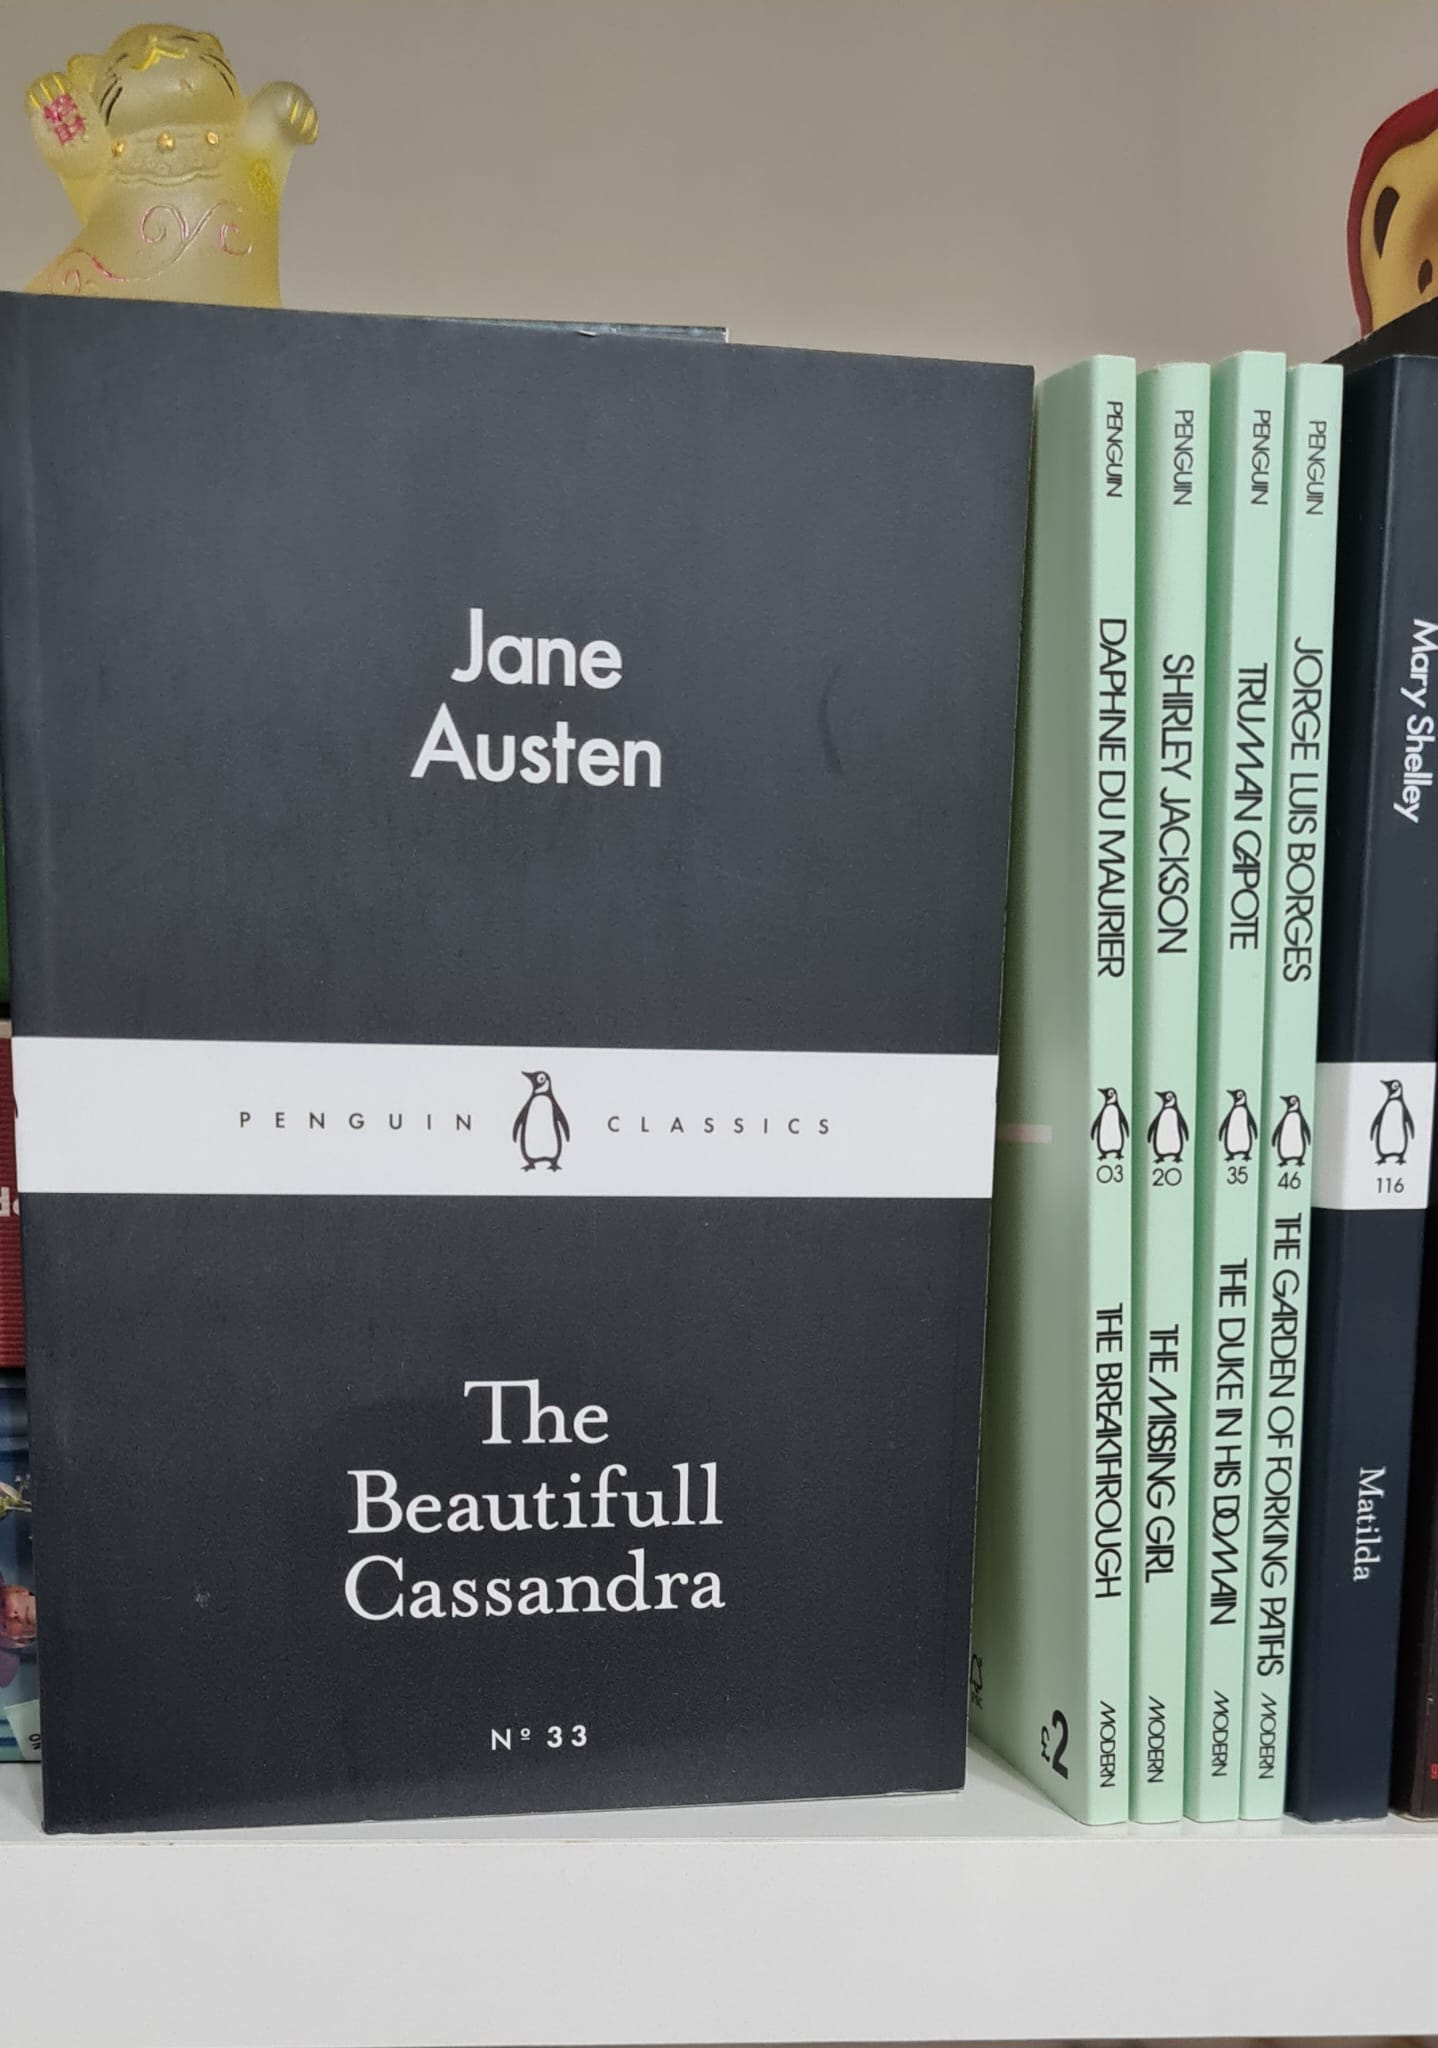 Jane
Austen
PENGUIN CLASSICS
The
Beautifull
Cassandra
Nº 33
PENGUIN DAPHNE DU MAURIER 03 THE BREAKTHROUGH MODERN
PENGUIN SHIRLEY JACKSON 20 THE MISSING GIRL MODERN
PENGUIN TRUMAN CAPOTE 35 THE DUKE IN HIS DOMAIN MODERN
PENGUIN JORGE LUIS BORGES 46 THE GARDEN OF FORKING PATHS MODERN
Mary Shelley 116 Matilda